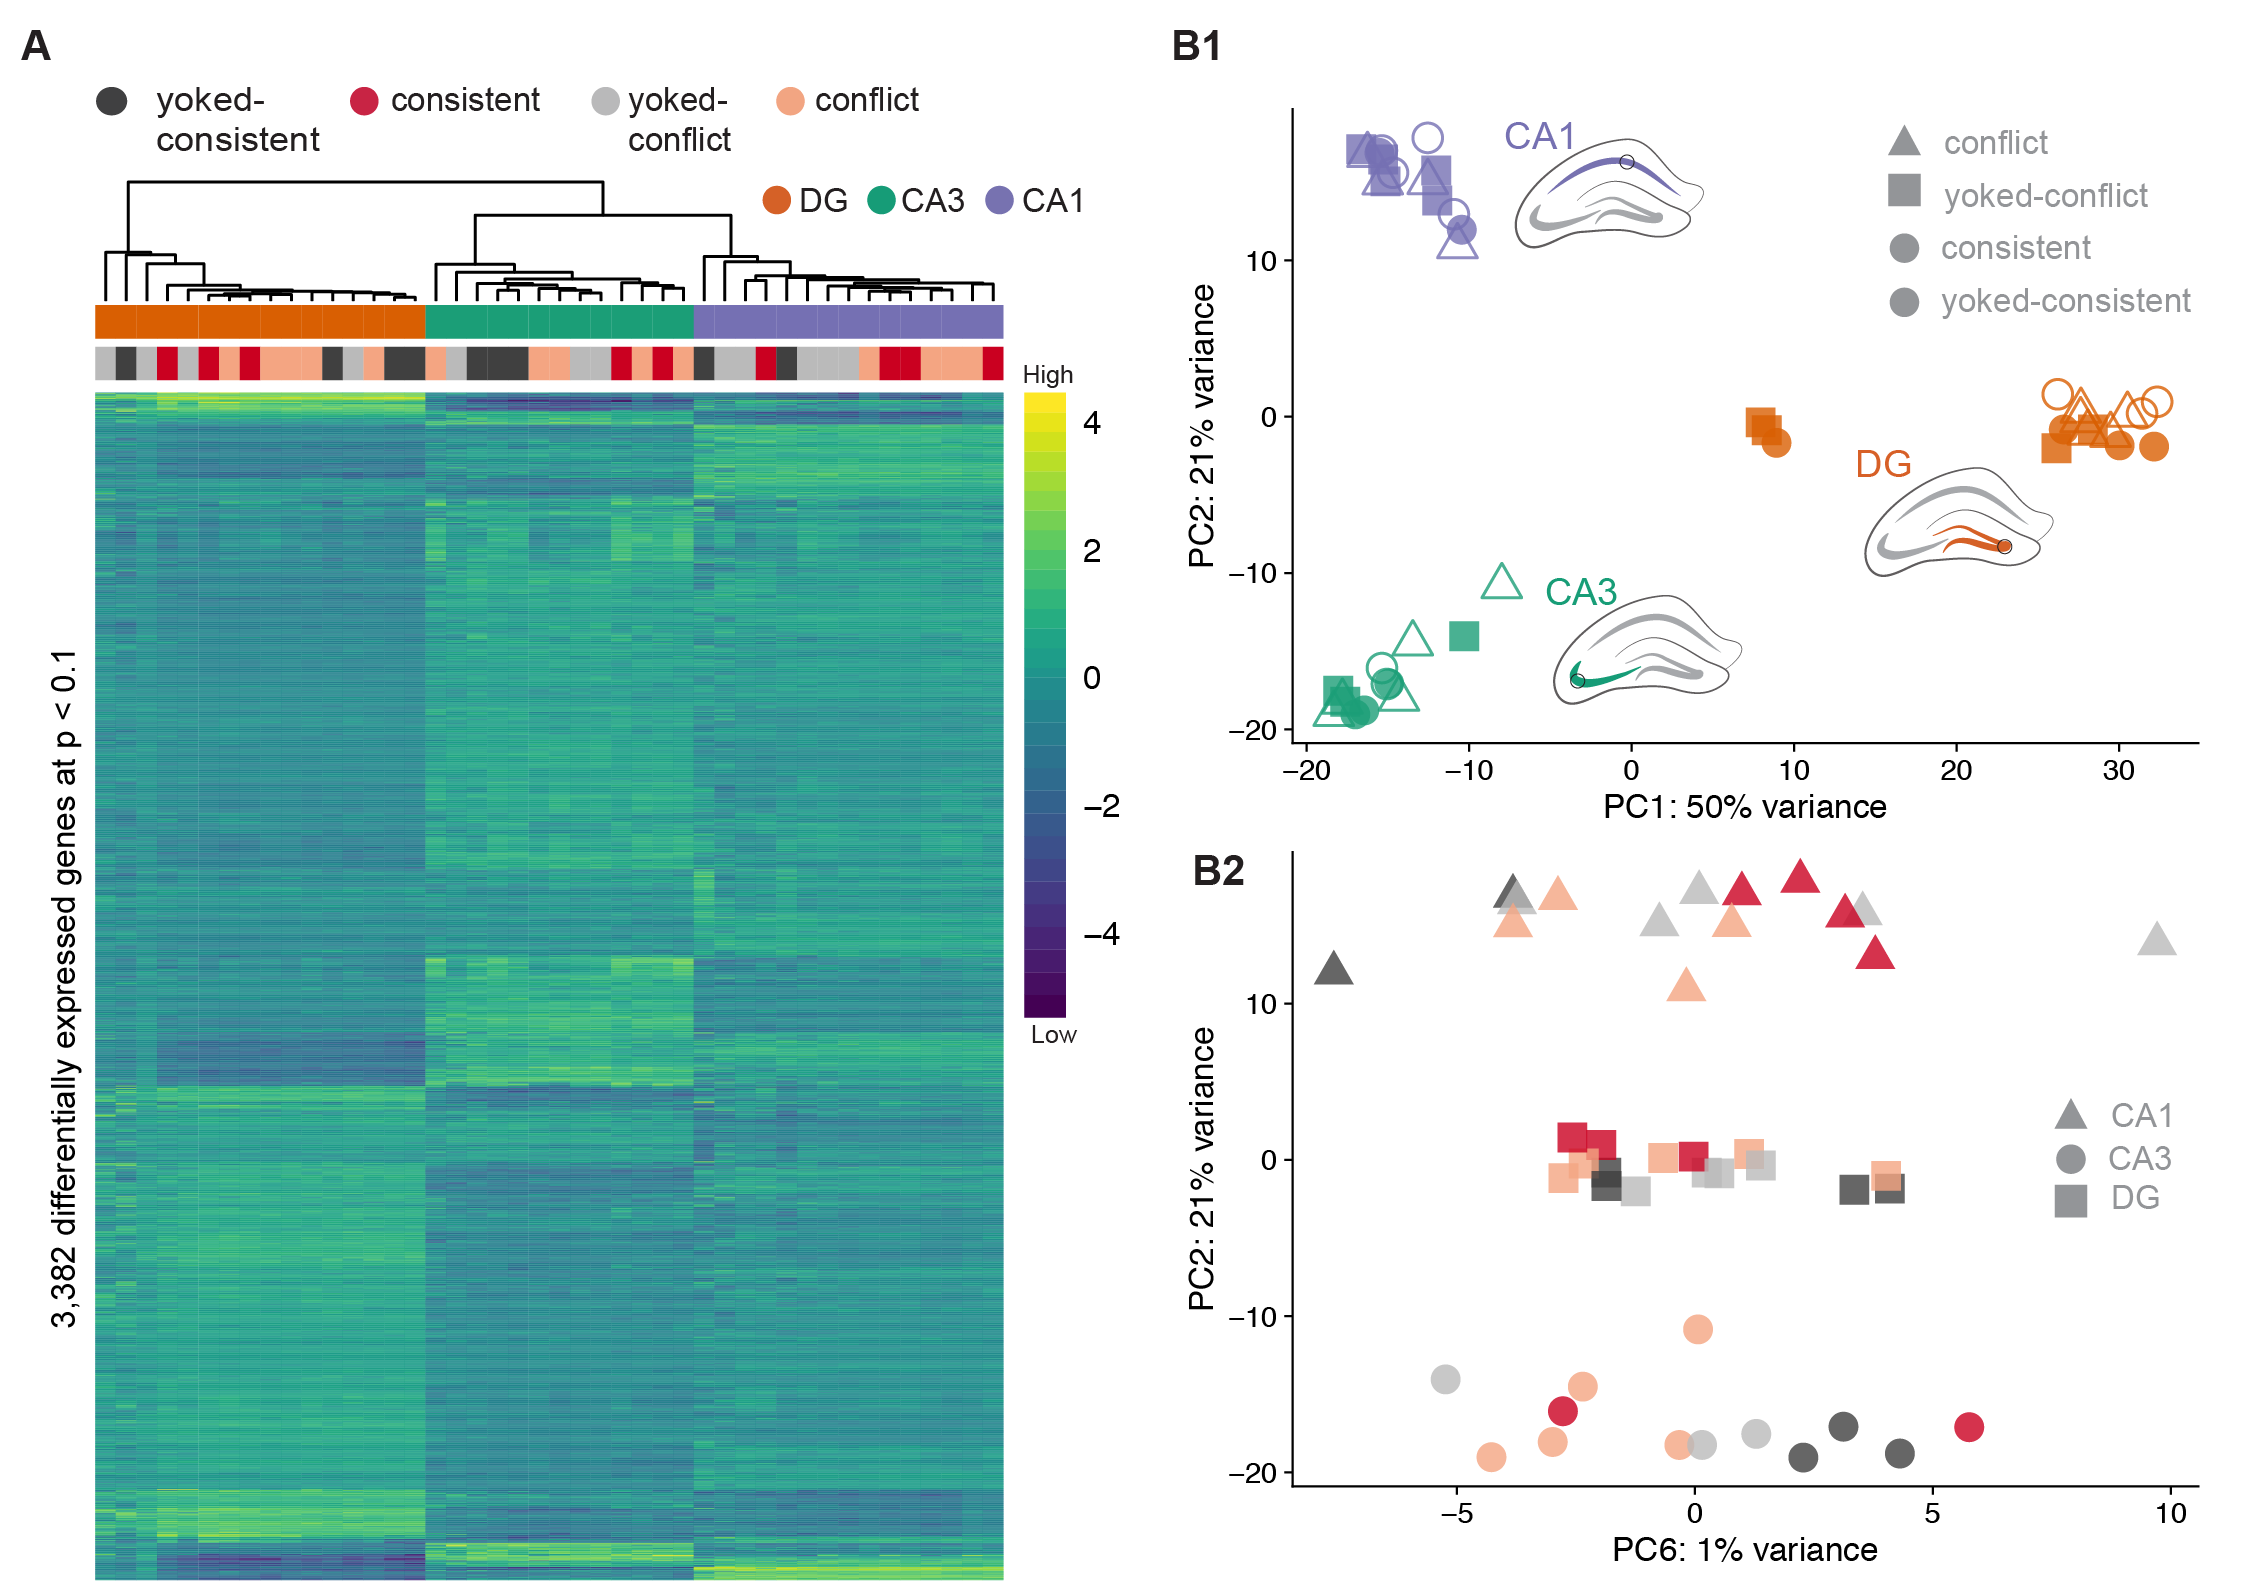 A
yoked-
consistent
consistent
yoked-
conflict
conflict
DG
CA3
CA1
3,382 differentially expressed genes at p < 0.1
High
4
2
0
−2
−4
Low
B1
CA1
conflict
yoked-conflict
consistent
yoked-consistent
DG
CA3
PC2: 21% variance
10
0
−10
−20
−20
−10
0
10
20
30
PC1: 50% variance
B2
PC2: 21% variance
10
0
−10
−20
CA1
CA3
DG
−5
0
5
10
PC6: 1% variance